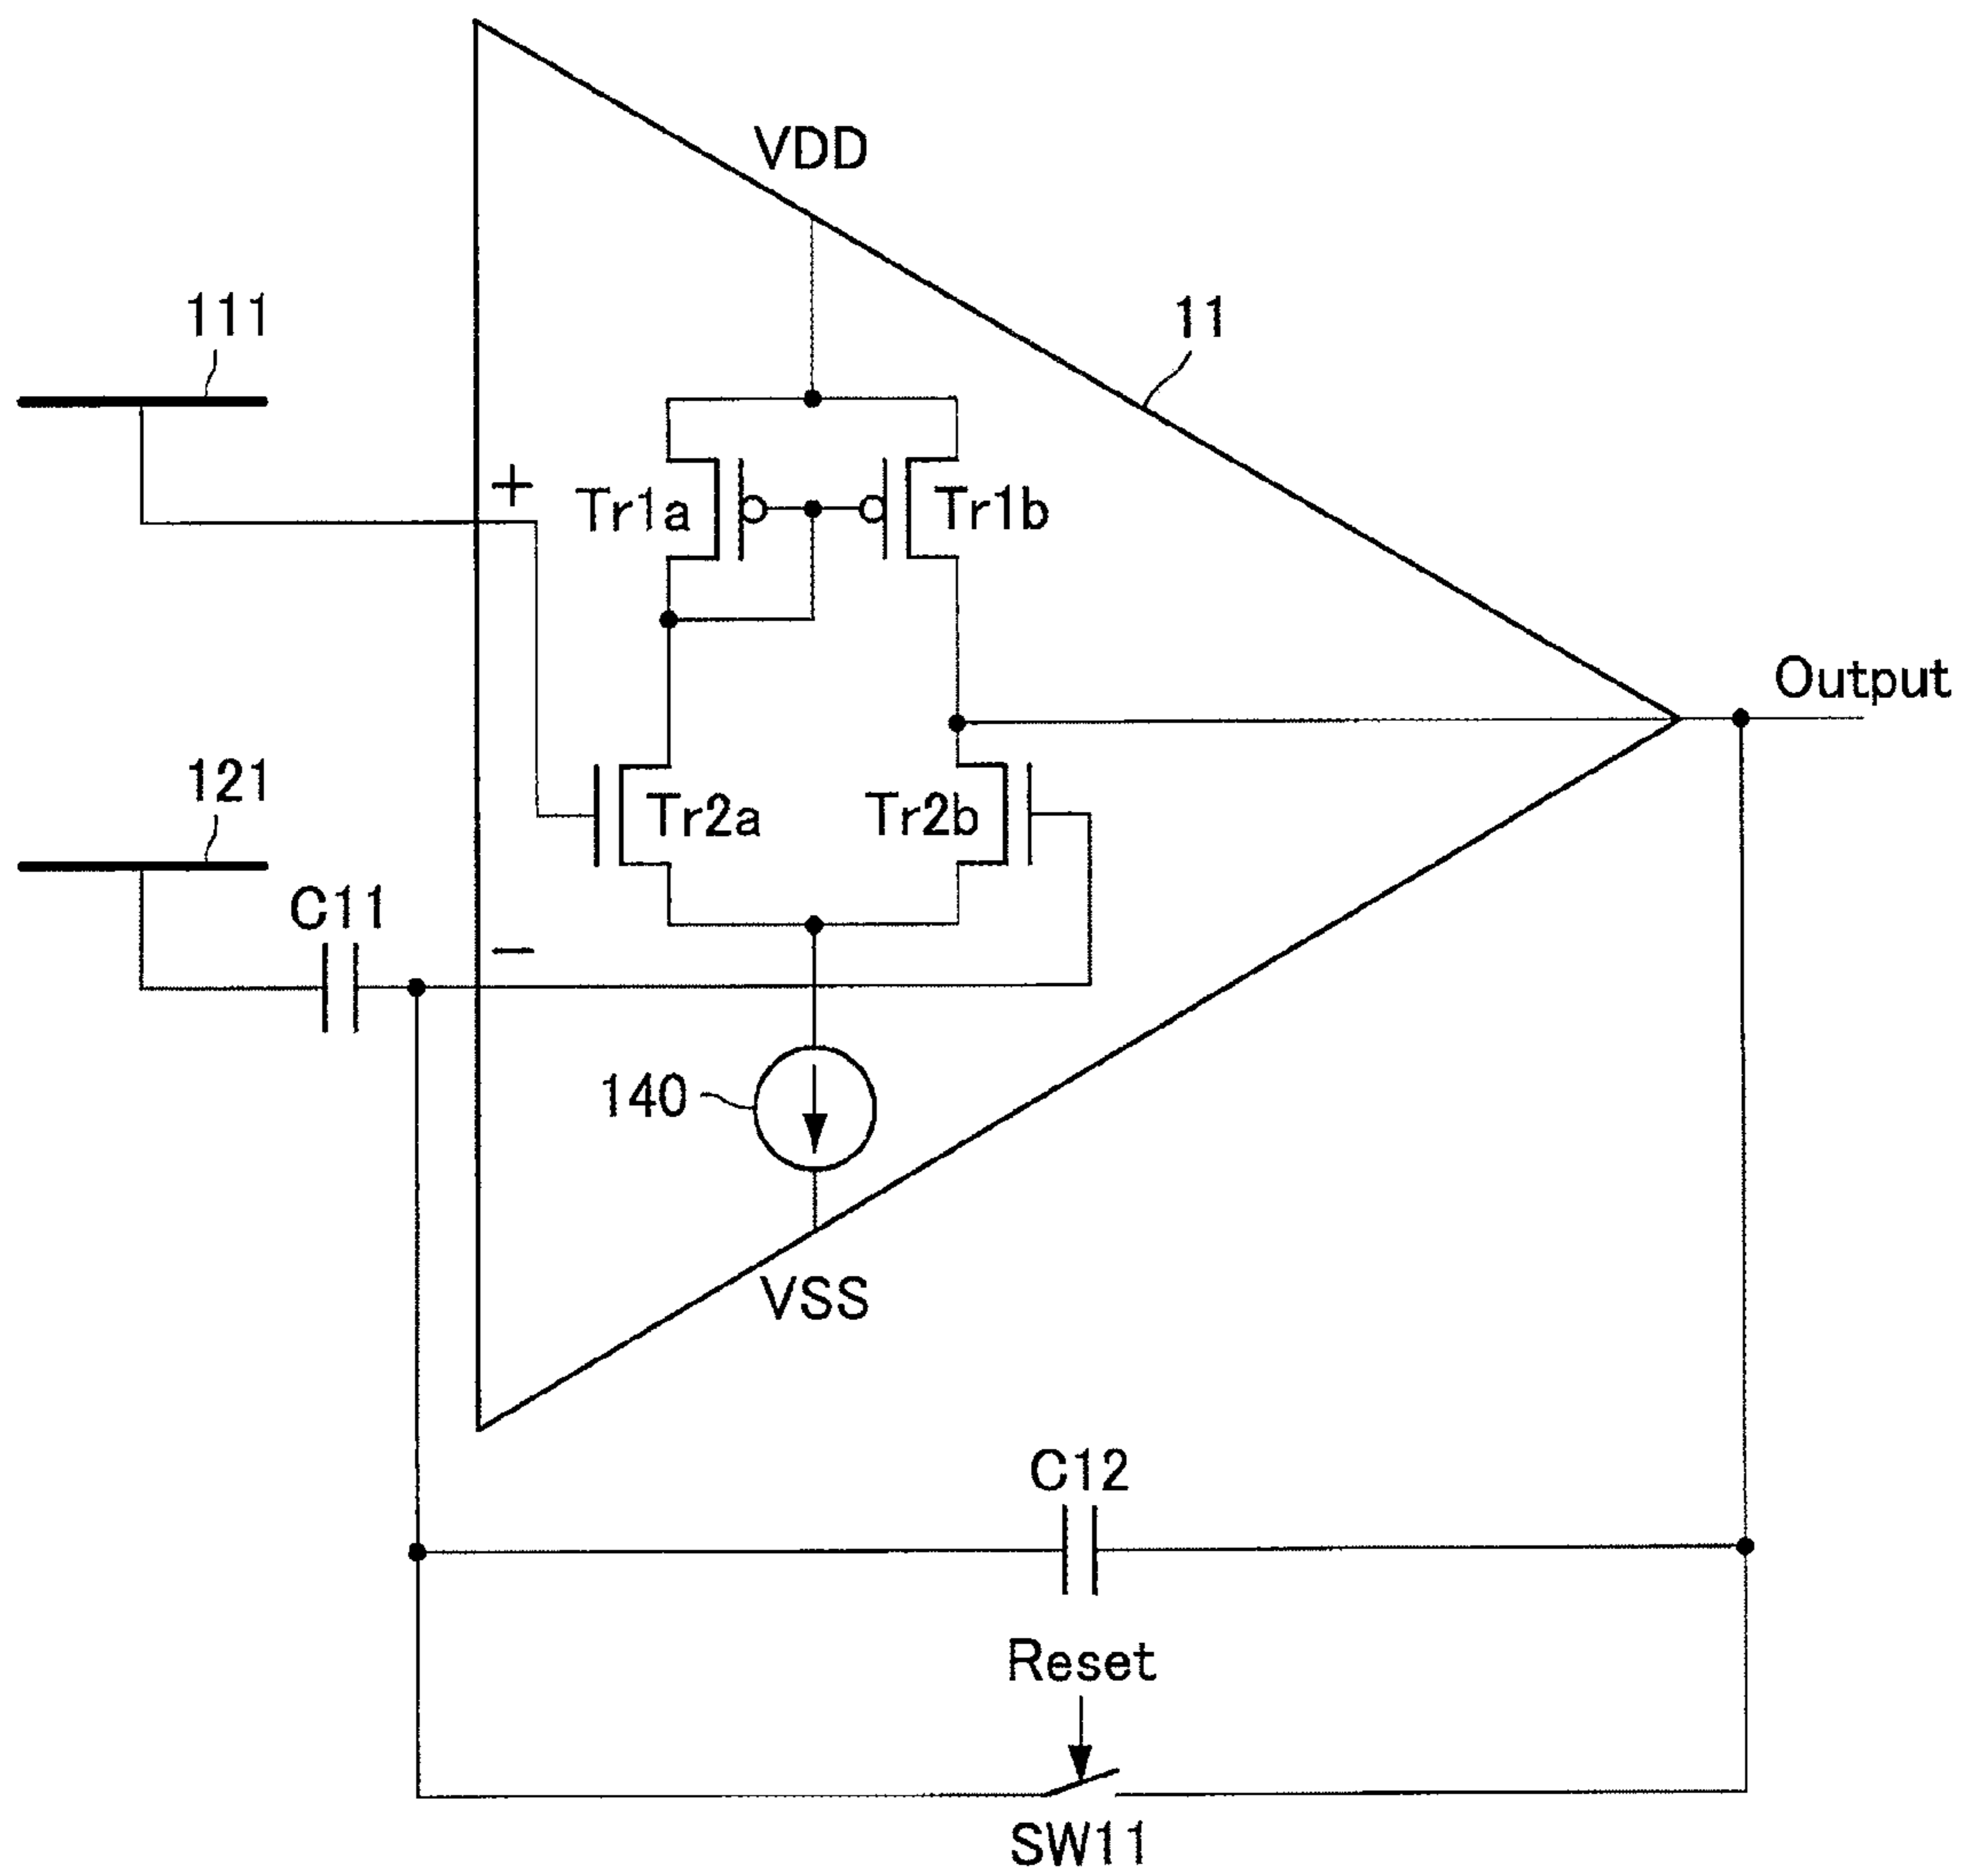 VDD
111
11
+
Tr1a
Tr1b
Output
121
Tr2a
Tr2b
C11
−
140
VSS
C12
Reset
SW11